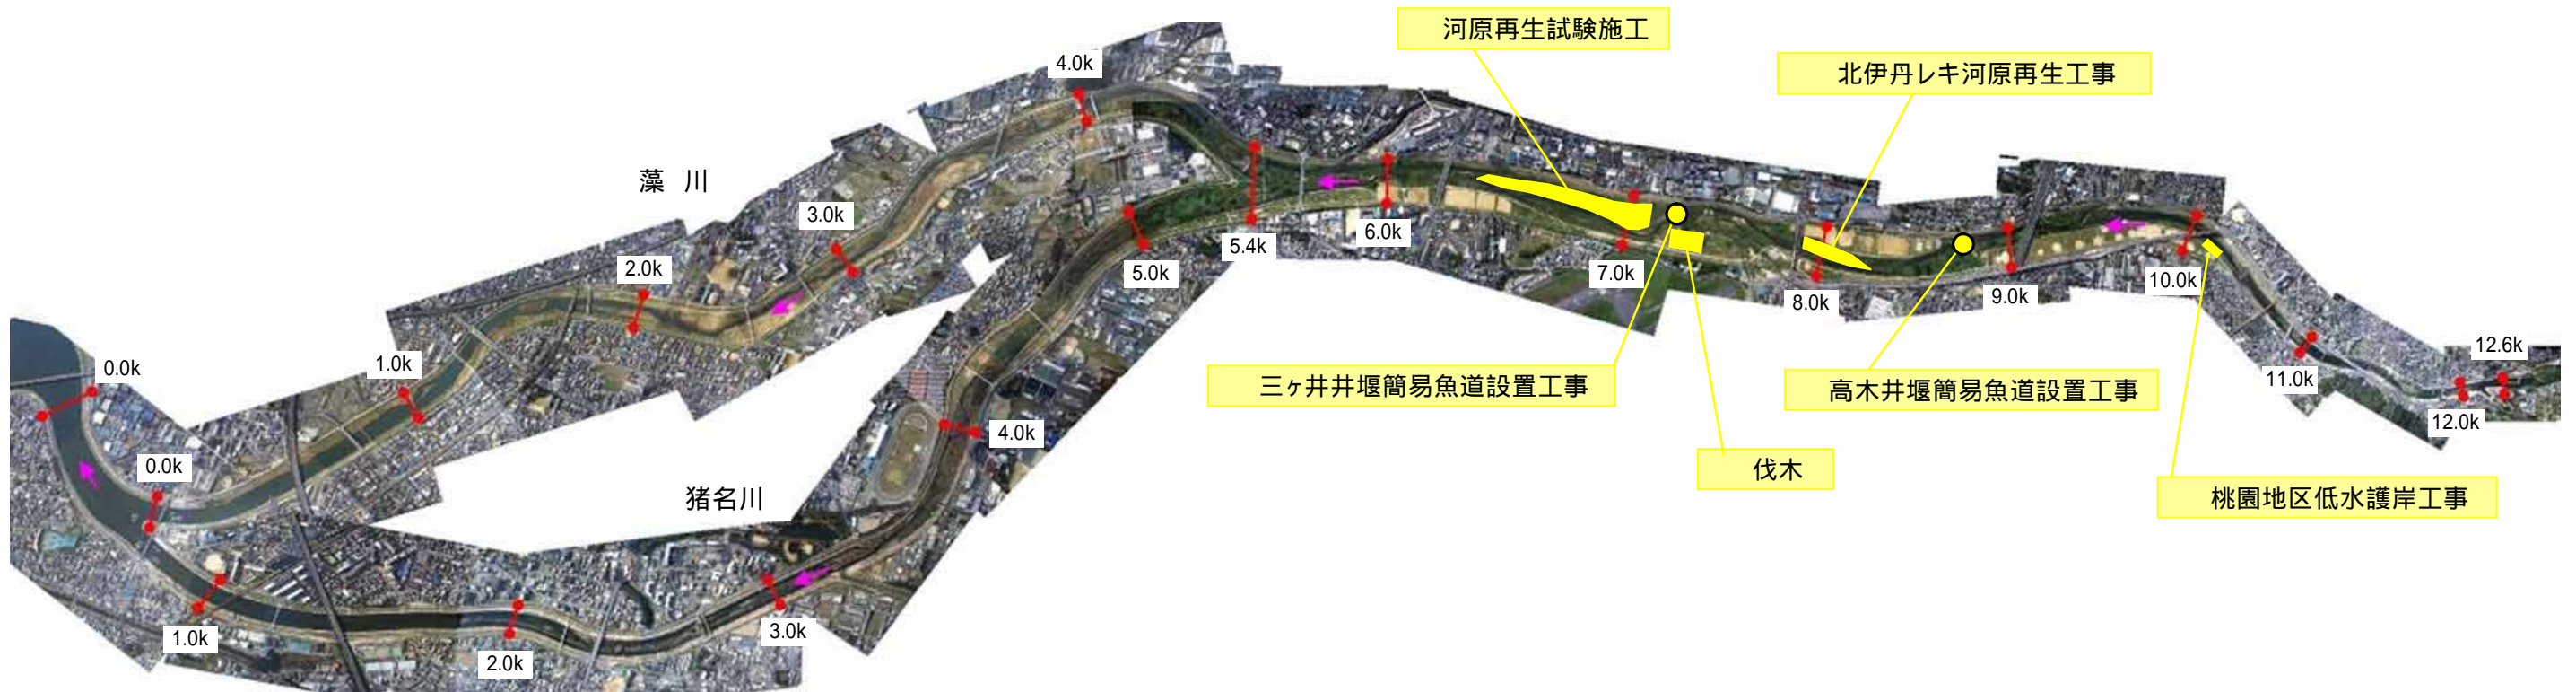 河原再生試験施工
北伊丹レキ河原再生工事
4.0k
藻 川
3.0k
2.0k
5.0k
5.4k
6.0k
7.0k
8.0k
9.0k
10.0k
11.0k
12.6k
12.0k
0.0k
1.0k
三ヶ井井堰簡易魚道設置工事
高木井堰簡易魚道設置工事
4.0k
伐木
0.0k
猪名川
桃園地区低水護岸工事
1.0k
2.0k
3.0k